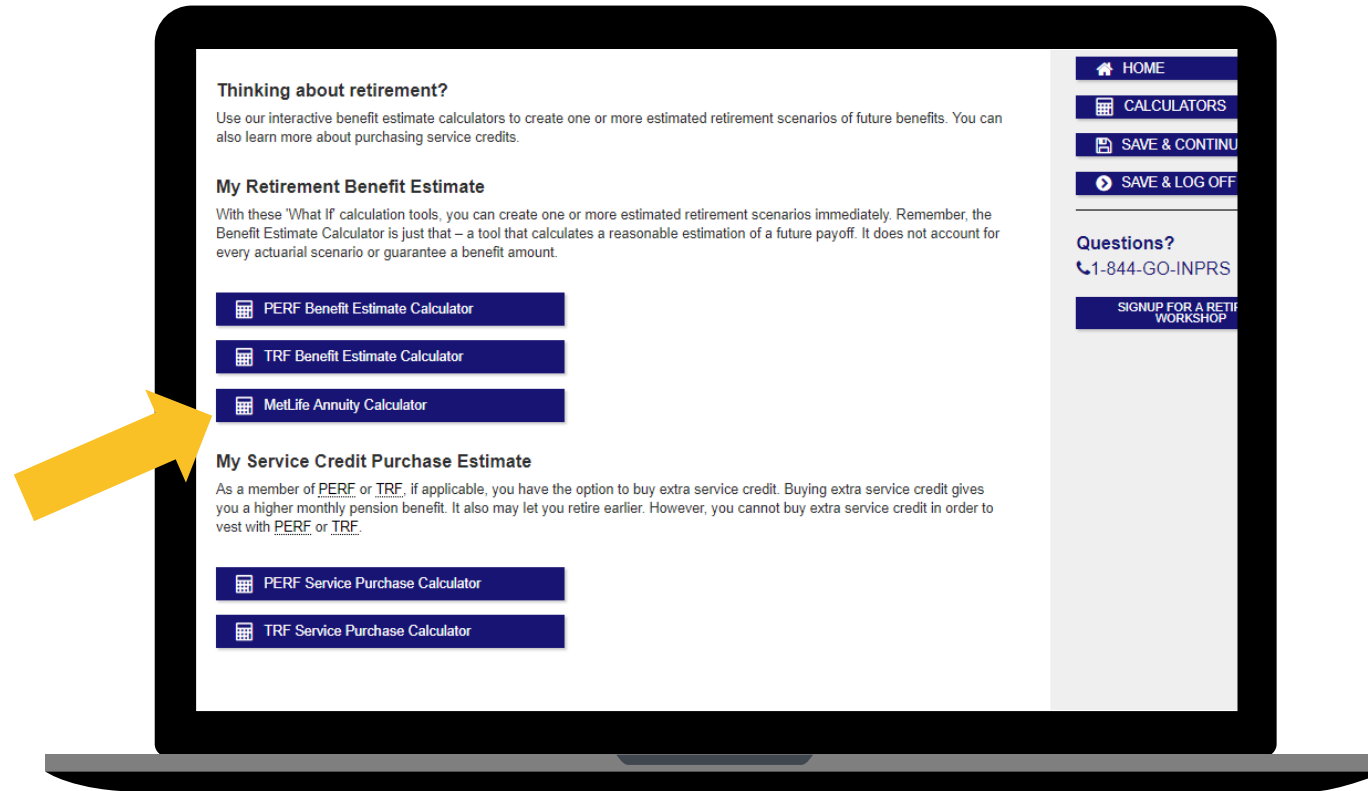 Thinking about retirement?
Use our interactive benefit estimate calculators to create one or more estimated retirement scenarios of future benefits. You can
also learn more about purchasing service credits.
My Retirement Benefit Estimate
With these 'What If' calculation tools, you can create one or more estimated retirement scenarios immediately. Remember, the
Benefit Estimate Calculator is just that – a tool that calculates a reasonable estimation of a future payoff. It does not account for
every actuarial scenario or guarantee a benefit amount.
PERF Benefit Estimate Calculator
TRF Benefit Estimate Calculator
MetLife Annuity Calculator
My Service Credit Purchase Estimate
As a member of PERF or TRF, if applicable, you have the option to buy extra service credit. Buying extra service credit gives
you a higher monthly pension benefit. It also may let you retire earlier. However, you cannot buy extra service credit in order to
vest with PERF or TRF.
PERF Service Purchase Calculator
TRF Service Purchase Calculator
HOME
CALCULATORS
SAVE & CONTINU
SAVE & LOG OFF
Questions?
1-844-GO-INPRS
SIGNUP FOR A RETI
WORKSHOP